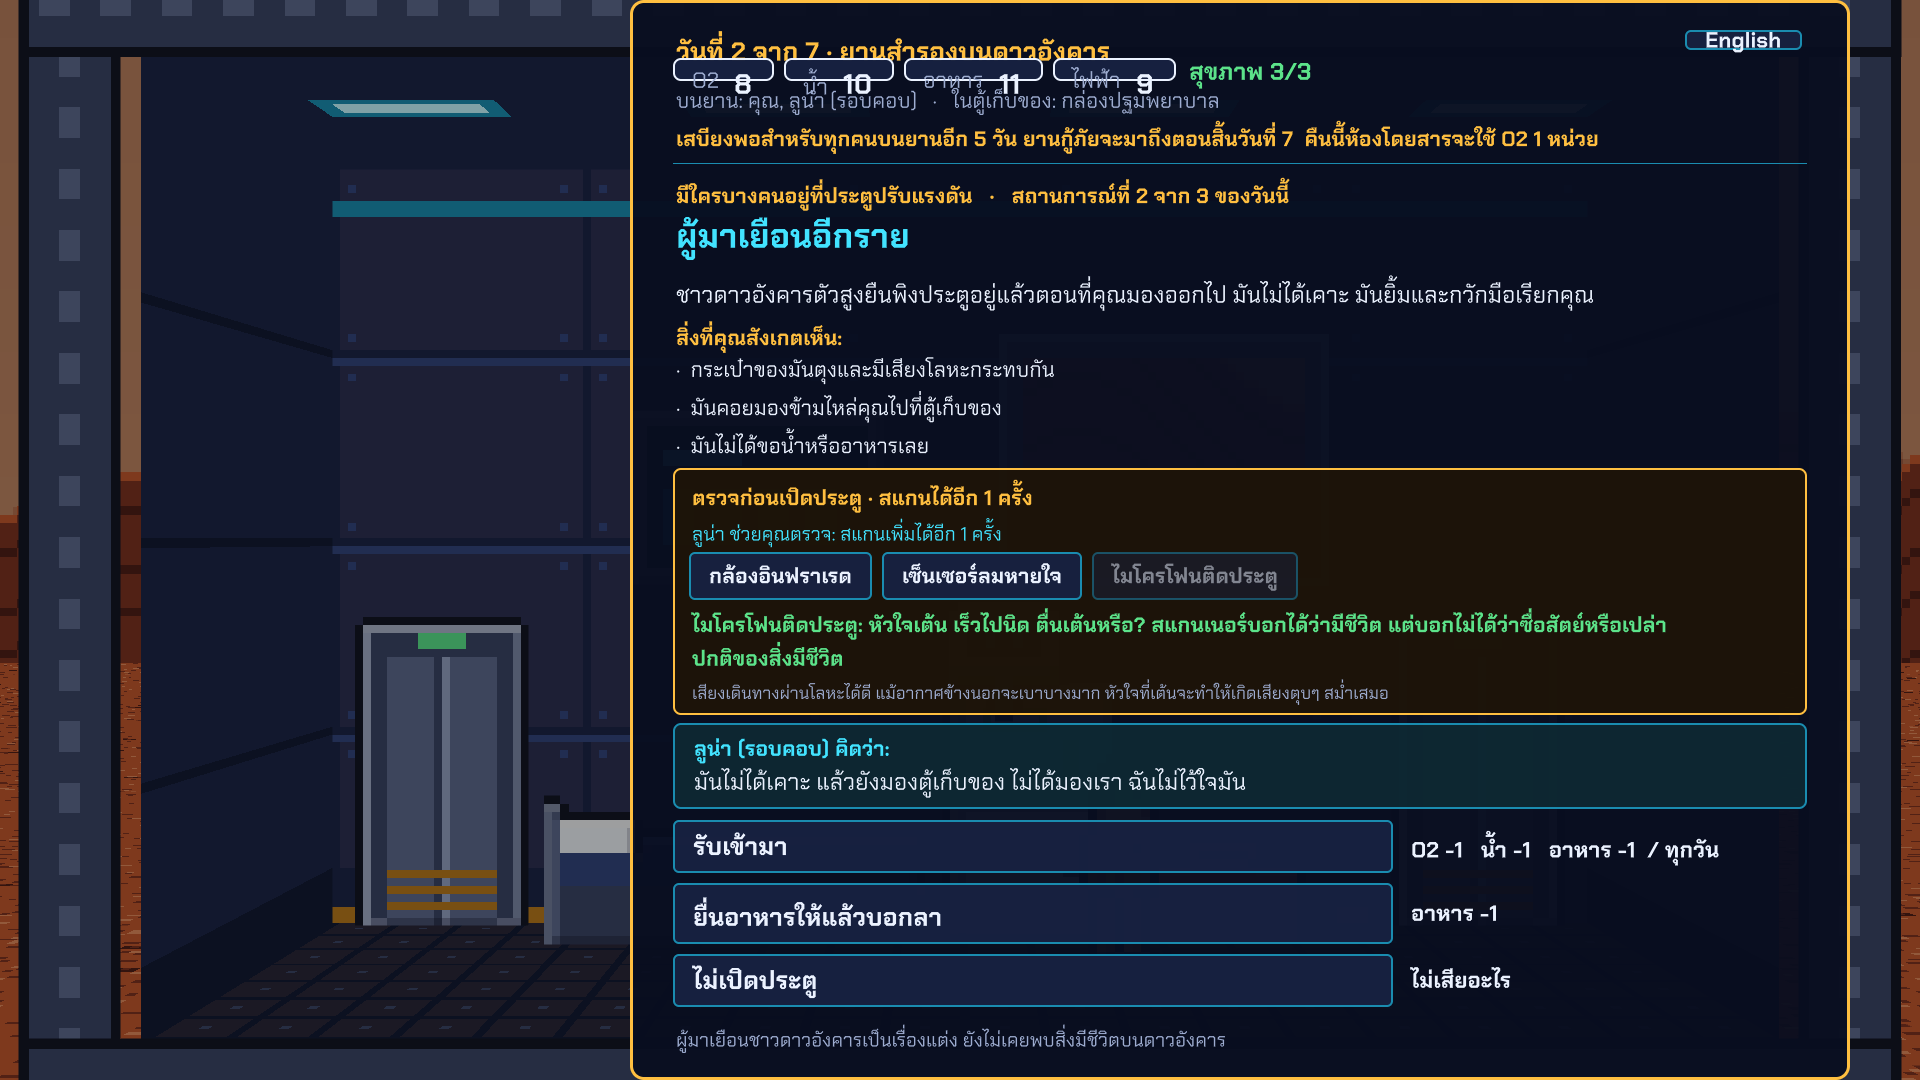 วันที่ 2 จาก 7 · ยานสำรองบนดาวอังคาร
English
O2 8 น้ำ 10 อาหาร 11 ไฟฟ้า 9 สุขภาพ 3/3
บนยาน: คุณ, ลูน่า (รอบคอบ) · ในตู้เก็บของ: กล่องปฐมพยาบาล
เสบียงพอสำหรับทุกคนบนยานอีก 5 วัน ยานกู้ภัยจะมาถึงตอนสิ้นวันที่ 7 คืนนี้ห้องโดยสารจะใช้ O2 1 หน่วย
มีใครบางคนอยู่ที่ประตูปรับแรงดัน · สถานการณ์ที่ 2 จาก 3 ของวันนี้
ผู้มาเยือนอีกราย
ชาวดาวอังคารตัวสูงยืนพิงประตูอยู่แล้วตอนที่คุณมองออกไป มันไม่ได้เคาะ มันยิ้มและกวักมือเรียกคุณ
สิ่งที่คุณสังเกตเห็น:
· กระเป๋าของมันตุงและมีเสียงโลหะกระทบกัน
· มันคอยมองข้ามไหล่คุณไปที่ตู้เก็บของ
· มันไม่ได้ขอน้ำหรืออาหารเลย
ตรวจก่อนเปิดประตู · สแกนได้อีก 1 ครั้ง
ลูน่า ช่วยคุณตรวจ: สแกนเพิ่มได้อีก 1 ครั้ง
กล้องอินฟราเรด เซ็นเซอร์ลมหายใจ ไมโครโฟนติดประตู
ไมโครโฟนติดประตู: หัวใจเต้น เร็วไปนิด ตื่นเต้นหรือ? สแกนเนอร์บอกได้ว่ามีชีวิต แต่บอกไม่ได้ว่าซื่อสัตย์หรือเปล่า
ปกติของสิ่งมีชีวิต
เสียงเดินทางผ่านโลหะได้ดี แม้อากาศข้างนอกจะเบาบางมาก หัวใจที่เต้นจะทำให้เกิดเสียงตุบๆ สม่ำเสมอ
ลูน่า (รอบคอบ) คิดว่า:
มันไม่ได้เคาะ แล้วยังมองตู้เก็บของ ไม่ได้มองเรา ฉันไม่ไว้ใจมัน
รับเข้ามา O2 -1 น้ำ -1 อาหาร -1 / ทุกวัน
ยื่นอาหารให้แล้วบอกลา อาหาร -1
ไม่เปิดประตู ไม่เสียอะไร
ผู้มาเยือนชาวดาวอังคารเป็นเรื่องแต่ง ยังไม่เคยพบสิ่งมีชีวิตบนดาวอังคาร